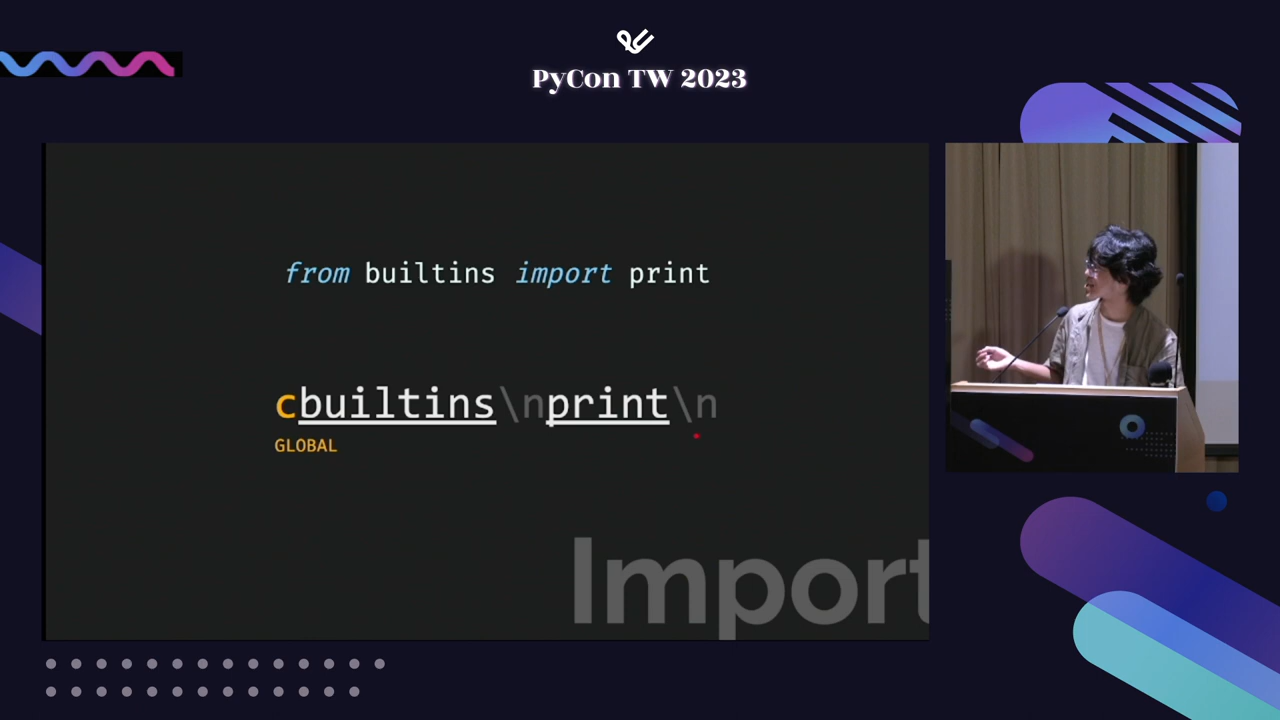 PyCon TW 2023
from builtins import print
cbuiltins\nprint\n
GLOBAL
Import